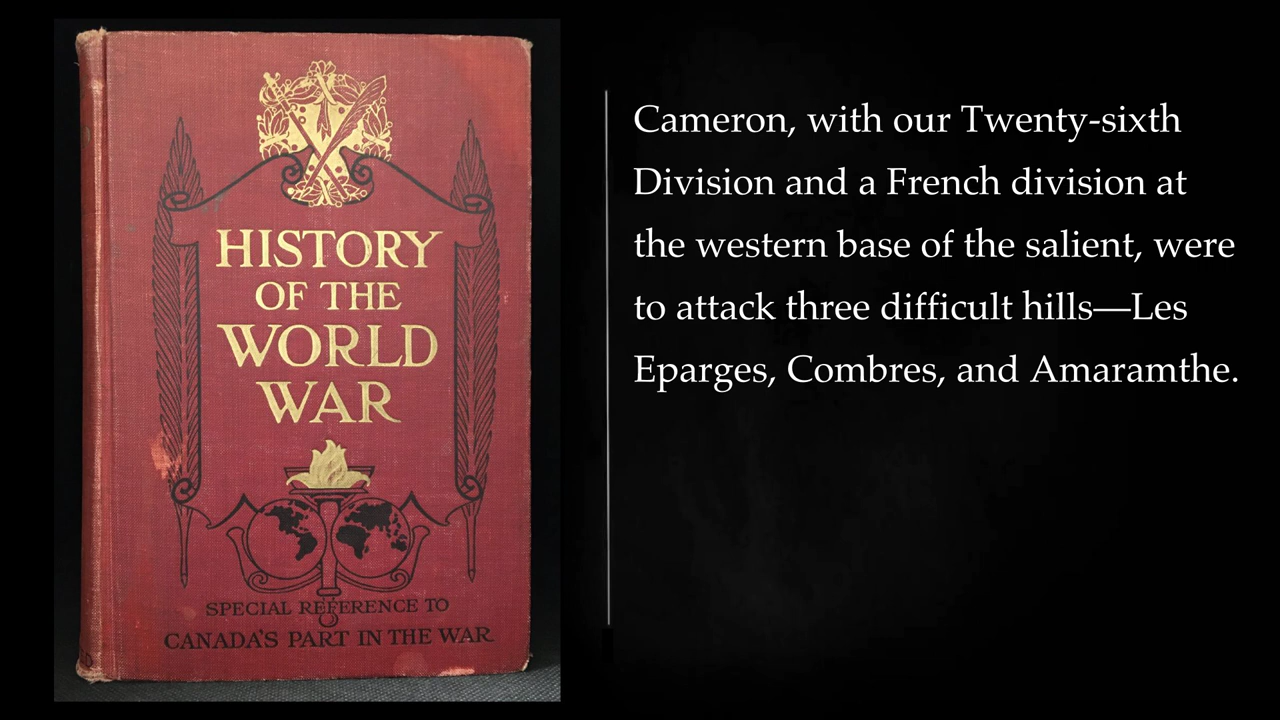 HISTORY
OF THE
WORLD
WAR
SPECIAL REFERENCE TO
CANADA'S PART IN THE WAR
Cameron, with our Twenty-sixth
Division and a French division at
the western base of the salient, were
to attack three difficult hills—Les
Eparges, Combres, and Amaramthe.